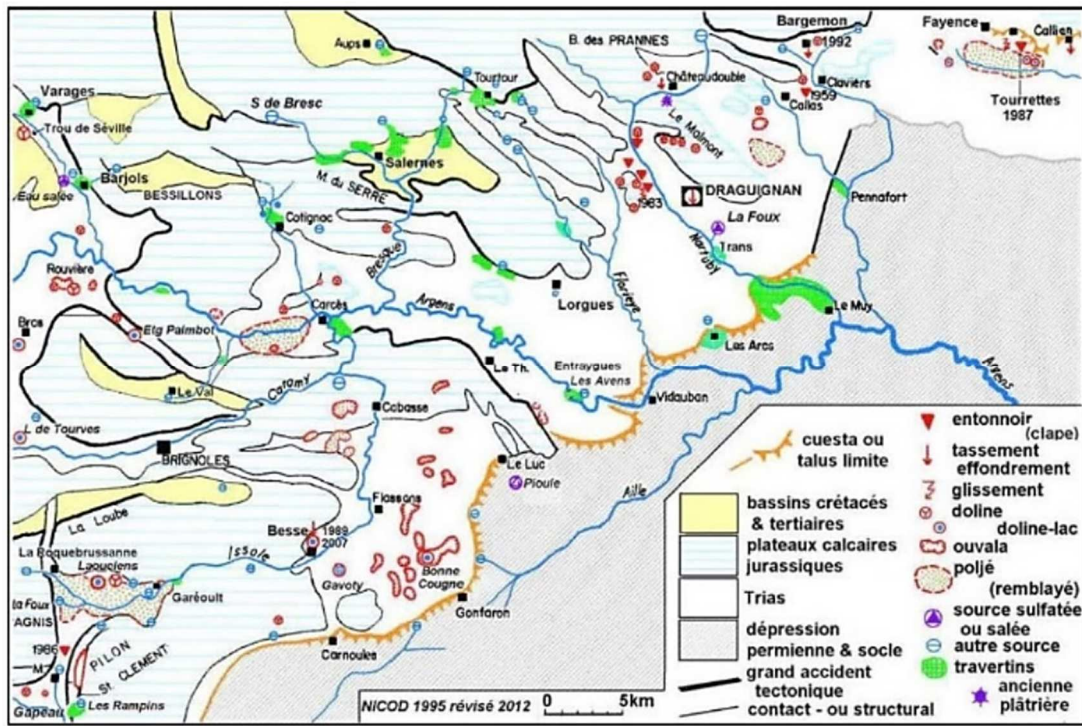 Bargemon
1992
B. des PRANNES
Fayence
Callian
Aups
Tourtour
Châteaudouble
Claviers
1959
Callas
Tourrettes
1987
Varages
S de Bresc
Trou de Séville
Le Malmont
Salernes
Barjols
M. du SERRE
BESSILLONS
Eau salée
1983
DRAGUIGNAN
Pennafort
La Foux
Cotignac
Trans
Bresque
Nartuby
Rouvière
Florieye
Lorgues
Argens
Le Muy
Carcès
Bras
Etg Paimbot
Les Arcs
Entraygues
Le Th.
Les Avens
Argens
Le Val
Caramy
Cabasse
Vidauban
L de Tourves
BRIGNOLES
Le Luc
Pioule
Aille
Flassans
La Loube
Besse
1989
2007
Issole
La Roquebrussanne
Laouciens
Bonne
Cougne
Gavoty
Garéoult
la Foux
AGNIS
Gonfaron
1986
PILON
St. CLEMENT
M.
Carnoules
Gapeau
Les Rampins
NICOD 1995 révisé 2012
5km
cuesta ou
talus limite
bassins crétacés
& tertiaires
plateaux calcaires
jurassiques
Trias
dépression
permienne & socle
grand accident
tectonique
contact - ou structural
entonnoir
(clape)
tassement
effondrement
glissement
doline
doline-lac
ouvala
poljé
(remblayé)
source sulfatée
ou salée
autre source
travertins
ancienne
plâtrière